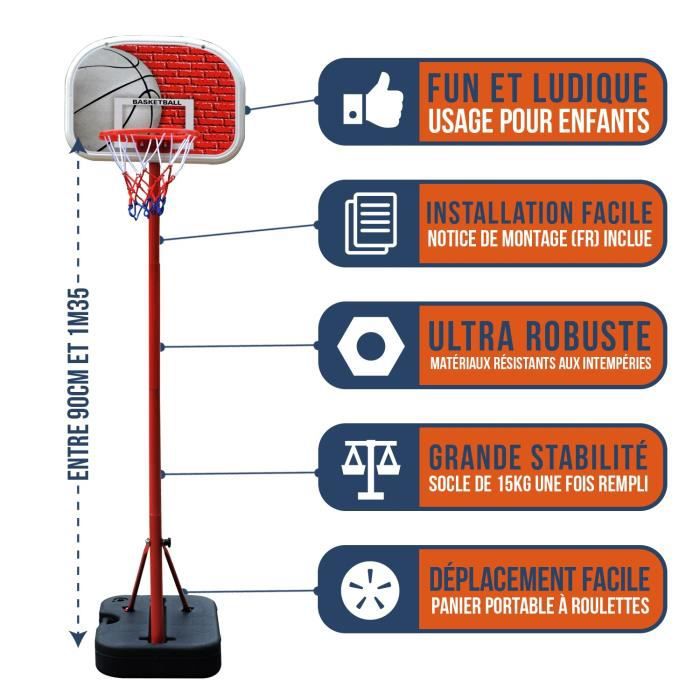 BASKETBALL
ENTRE 90CM ET 1M35
FUN ET LUDIQUE
USAGE POUR ENFANTS
INSTALLATION FACILE
NOTICE DE MONTAGE (FR) INCLUE
ULTRA ROBUSTE
MATÉRIAUX RÉSISTANTS AUX INTEMPÉRIES
GRANDE STABILITÉ
SOCLE DE 15KG UNE FOIS REMPLI
DÉPLACEMENT FACILE
PANIER PORTABLE À ROULETTES